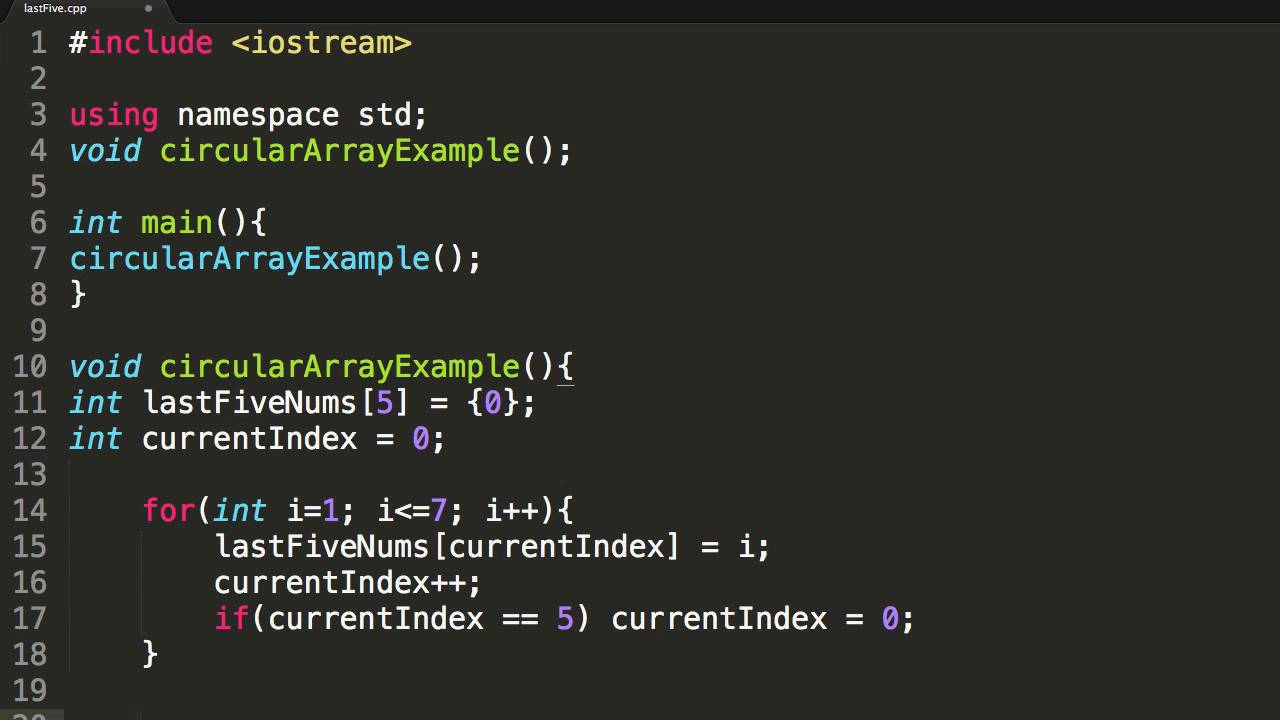 lastFive.cpp
1 #include <iostream>
2
3 using namespace std;
4 void circularArrayExample();
5
6 int main(){
7 circularArrayExample();
8 }
9
10 void circularArrayExample(){
11 int lastFiveNums[5] = {0};
12 int currentIndex = 0;
13
14 for(int i=1; i<=7; i++){
15 lastFiveNums[currentIndex] = i;
16 currentIndex++;
17 if(currentIndex == 5) currentIndex = 0;
18 }
19